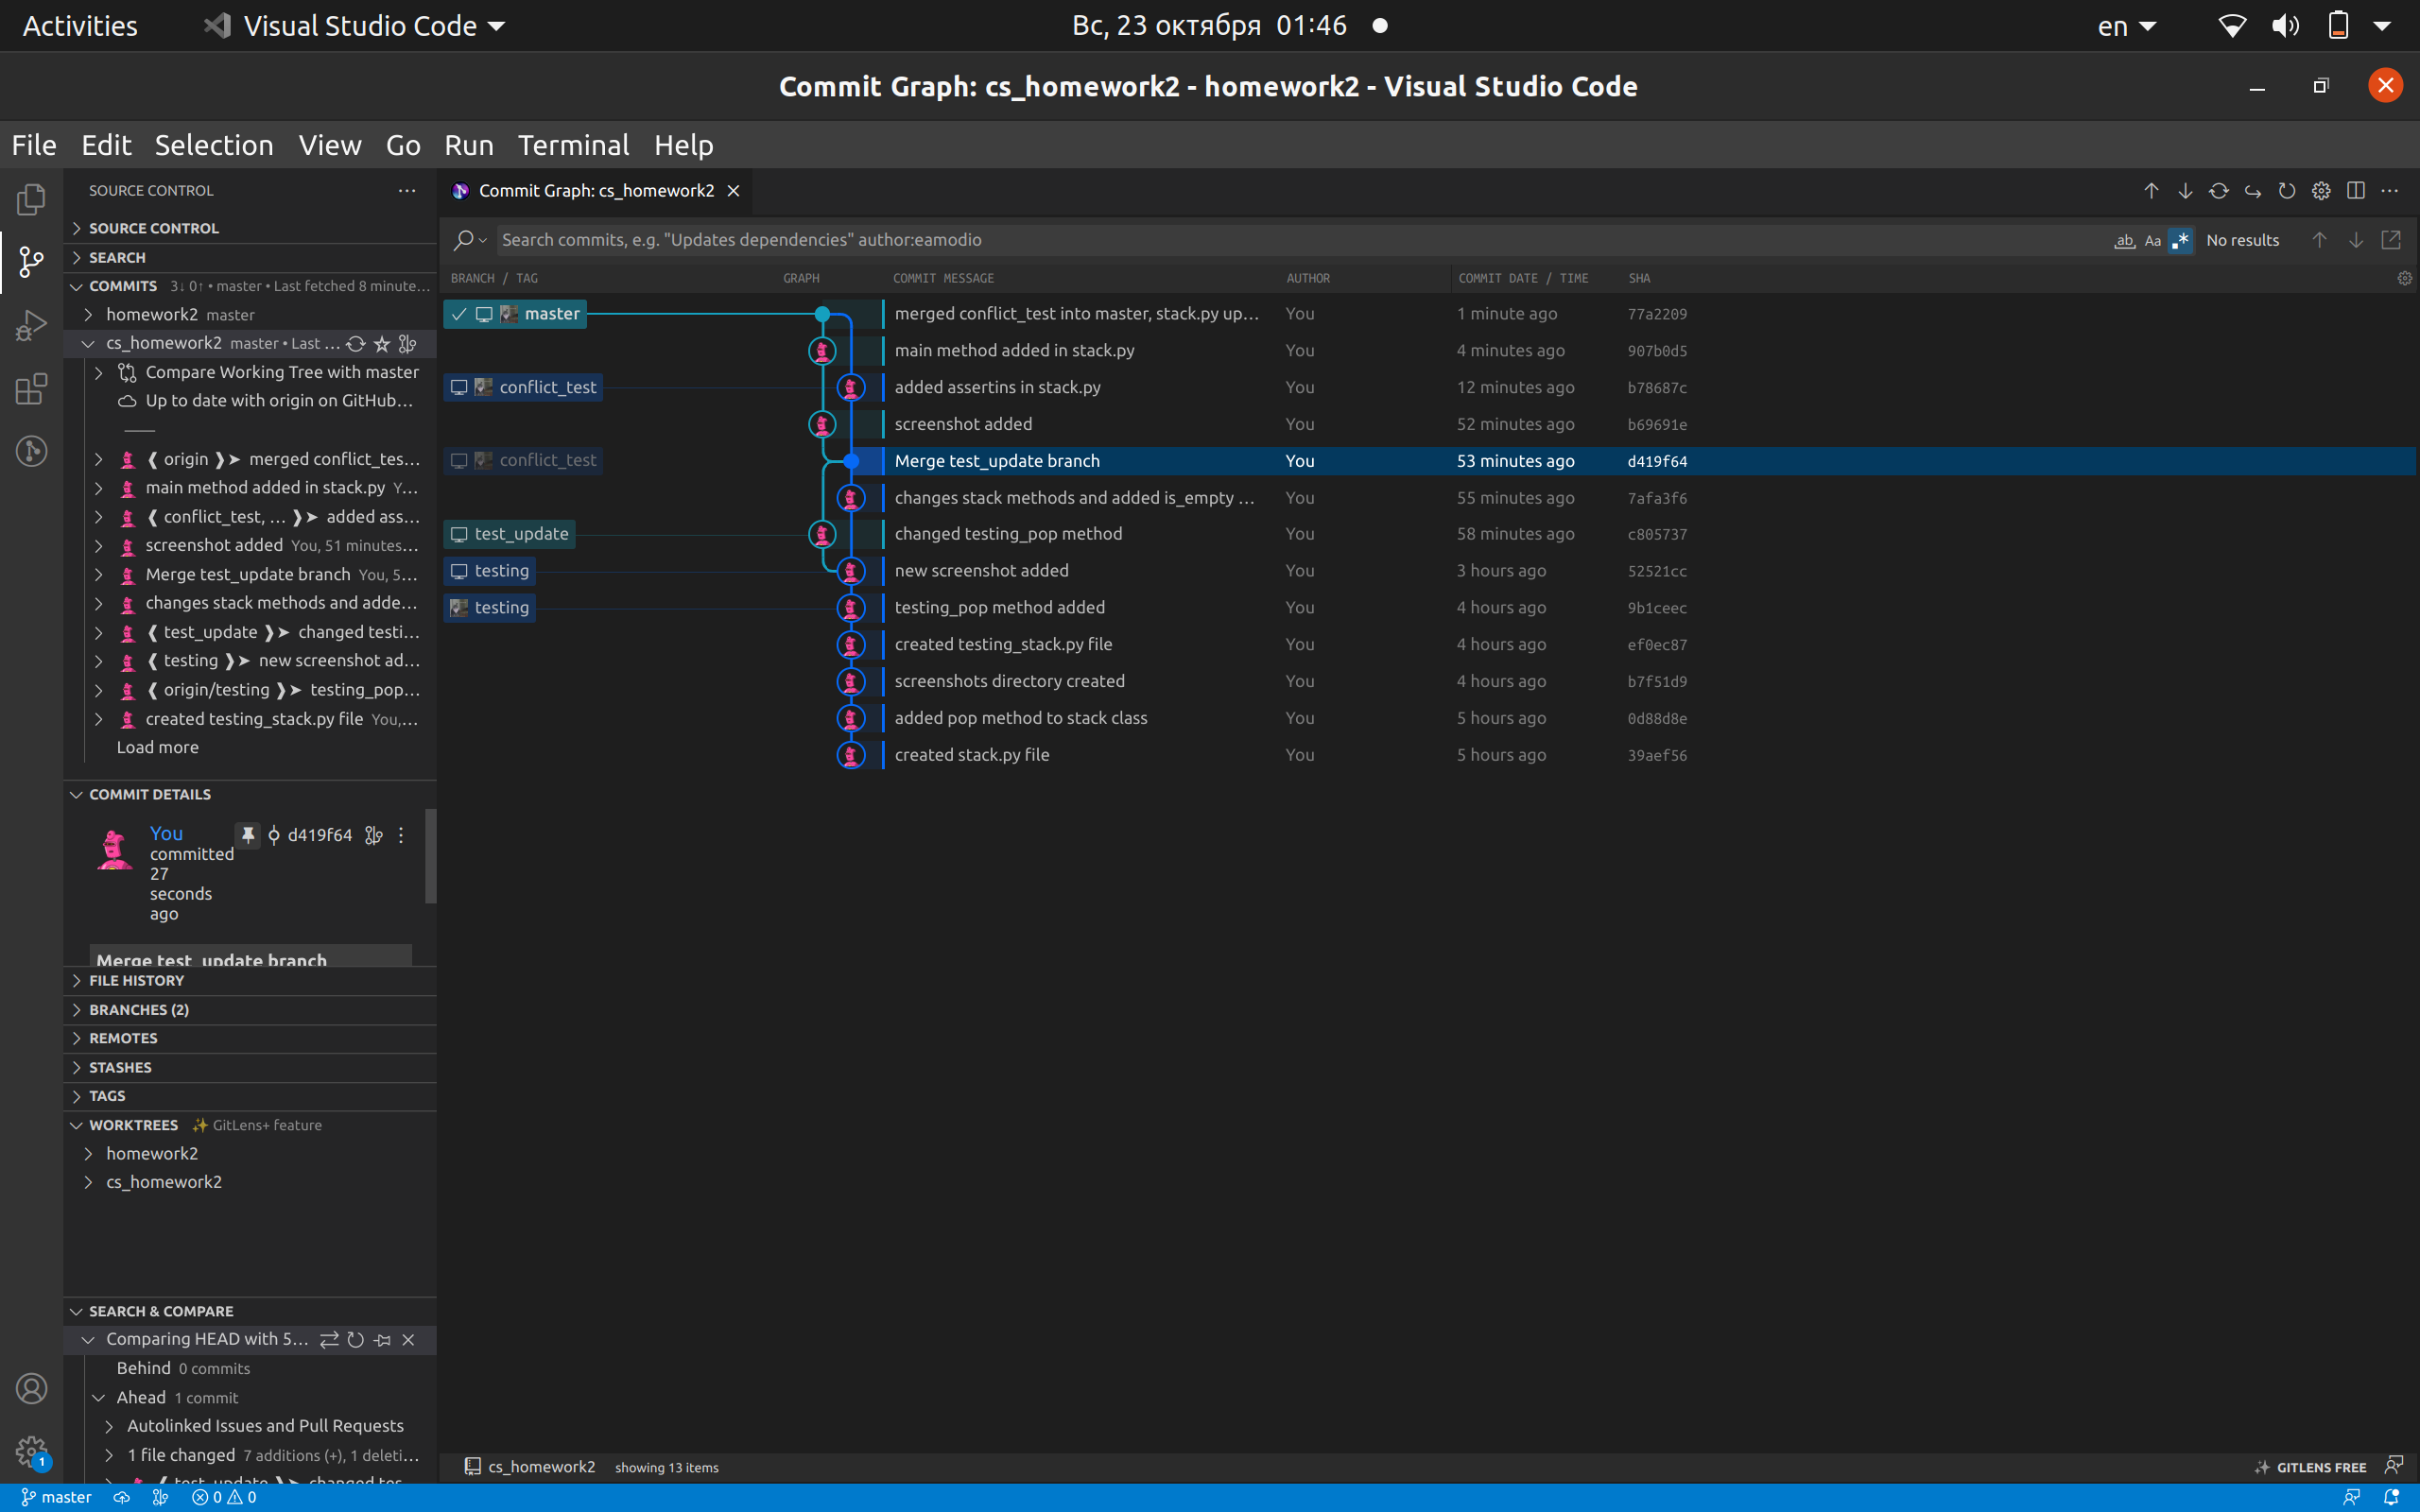 Activities
Visual Studio Code
Вс, 23 октября 01:46
en
Commit Graph: cs_homework2 - homework2 - Visual Studio Code
File Edit Selection View Go Run Terminal Help
SOURCE CONTROL
Commit Graph: cs_homework2
SOURCE CONTROL
SEARCH
COMMITS 3↓ 0↑ • master • Last fetched 8 minute...
homework2 master
cs_homework2 master • Last ...
Compare Working Tree with master
Up to date with origin on GitHub...
❰ origin ❱➤ merged conflict_tes...
main method added in stack.py Y...
❰ conflict_test, ... ❱➤ added ass...
screenshot added You, 51 minutes...
Merge test_update branch You, 5...
changes stack methods and adde...
❰ test_update ❱➤ changed testi...
❰ testing ❱➤ new screenshot ad...
❰ origin/testing ❱➤ testing_pop...
created testing_stack.py file You,...
Load more
COMMIT DETAILS
You
committed
27
seconds
ago
d419f64
Merge test_update branch
FILE HISTORY
BRANCHES (2)
REMOTES
STASHES
TAGS
WORKTREES ✨ GitLens+ feature
homework2
cs_homework2
SEARCH & COMPARE
Comparing HEAD with 5...
Behind 0 commits
Ahead 1 commit
Autolinked Issues and Pull Requests
1 file changed 7 additions (+), 1 deleti...
❰ test_update ❱➤ changed tes...
Search commits, e.g. "Updates dependencies" author:eamodio
ab, Aa .* No results
BRANCH / TAG GRAPH COMMIT MESSAGE AUTHOR COMMIT DATE / TIME SHA
master merged conflict_test into master, stack.py up... You 1 minute ago 77a2209
main method added in stack.py You 4 minutes ago 907b0d5
conflict_test added assertins in stack.py You 12 minutes ago b78687c
screenshot added You 52 minutes ago b69691e
conflict_test Merge test_update branch You 53 minutes ago d419f64
changes stack methods and added is_empty ... You 55 minutes ago 7afa3f6
test_update changed testing_pop method You 58 minutes ago c805737
testing new screenshot added You 3 hours ago 52521cc
testing testing_pop method added You 4 hours ago 9b1ceec
created testing_stack.py file You 4 hours ago ef0ec87
screenshots directory created You 4 hours ago b7f51d9
added pop method to stack class You 5 hours ago 0d88d8e
created stack.py file You 5 hours ago 39aef56
cs_homework2 showing 13 items
GITLENS FREE
1
master
0 0